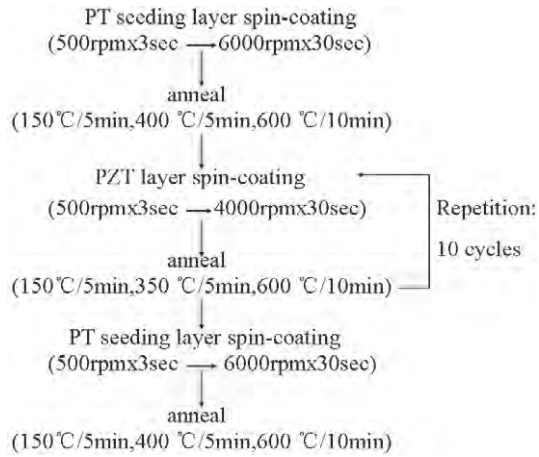 PT seeding layer spin-coating
(500rpmx3sec → 6000rpmx30sec)
anneal
(150℃/5min,400 ℃/5min,600 ℃/10min)
PZT layer spin-coating
(500rpmx3sec → 4000rpmx30sec)
Repetition:
10 cycles
anneal
(150℃/5min,350 ℃/5min,600 ℃/10min)
PT seeding layer spin-coating
(500rpmx3sec → 6000rpmx30sec)
anneal
(150℃/5min,400 ℃/5min,600 ℃/10min)